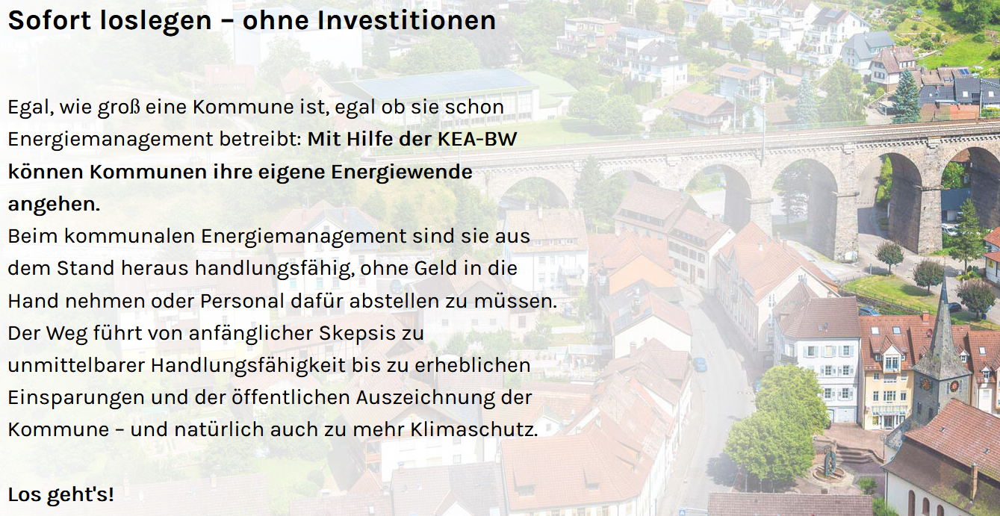 Sofort loslegen – ohne Investitionen
Egal, wie groß eine Kommune ist, egal ob sie schon
Energiemanagement betreibt: Mit Hilfe der KEA-BW
können Kommunen ihre eigene Energiewende
angehen.
Beim kommunalen Energiemanagement sind sie aus
dem Stand heraus handlungsfähig, ohne Geld in die
Hand nehmen oder Personal dafür abstellen zu müssen.
Der Weg führt von anfänglicher Skepsis zu
unmittelbarer Handlungsfähigkeit bis zu erheblichen
Einsparungen und der öffentlichen Auszeichnung der
Kommune – und natürlich auch zu mehr Klimaschutz.
Los geht's!